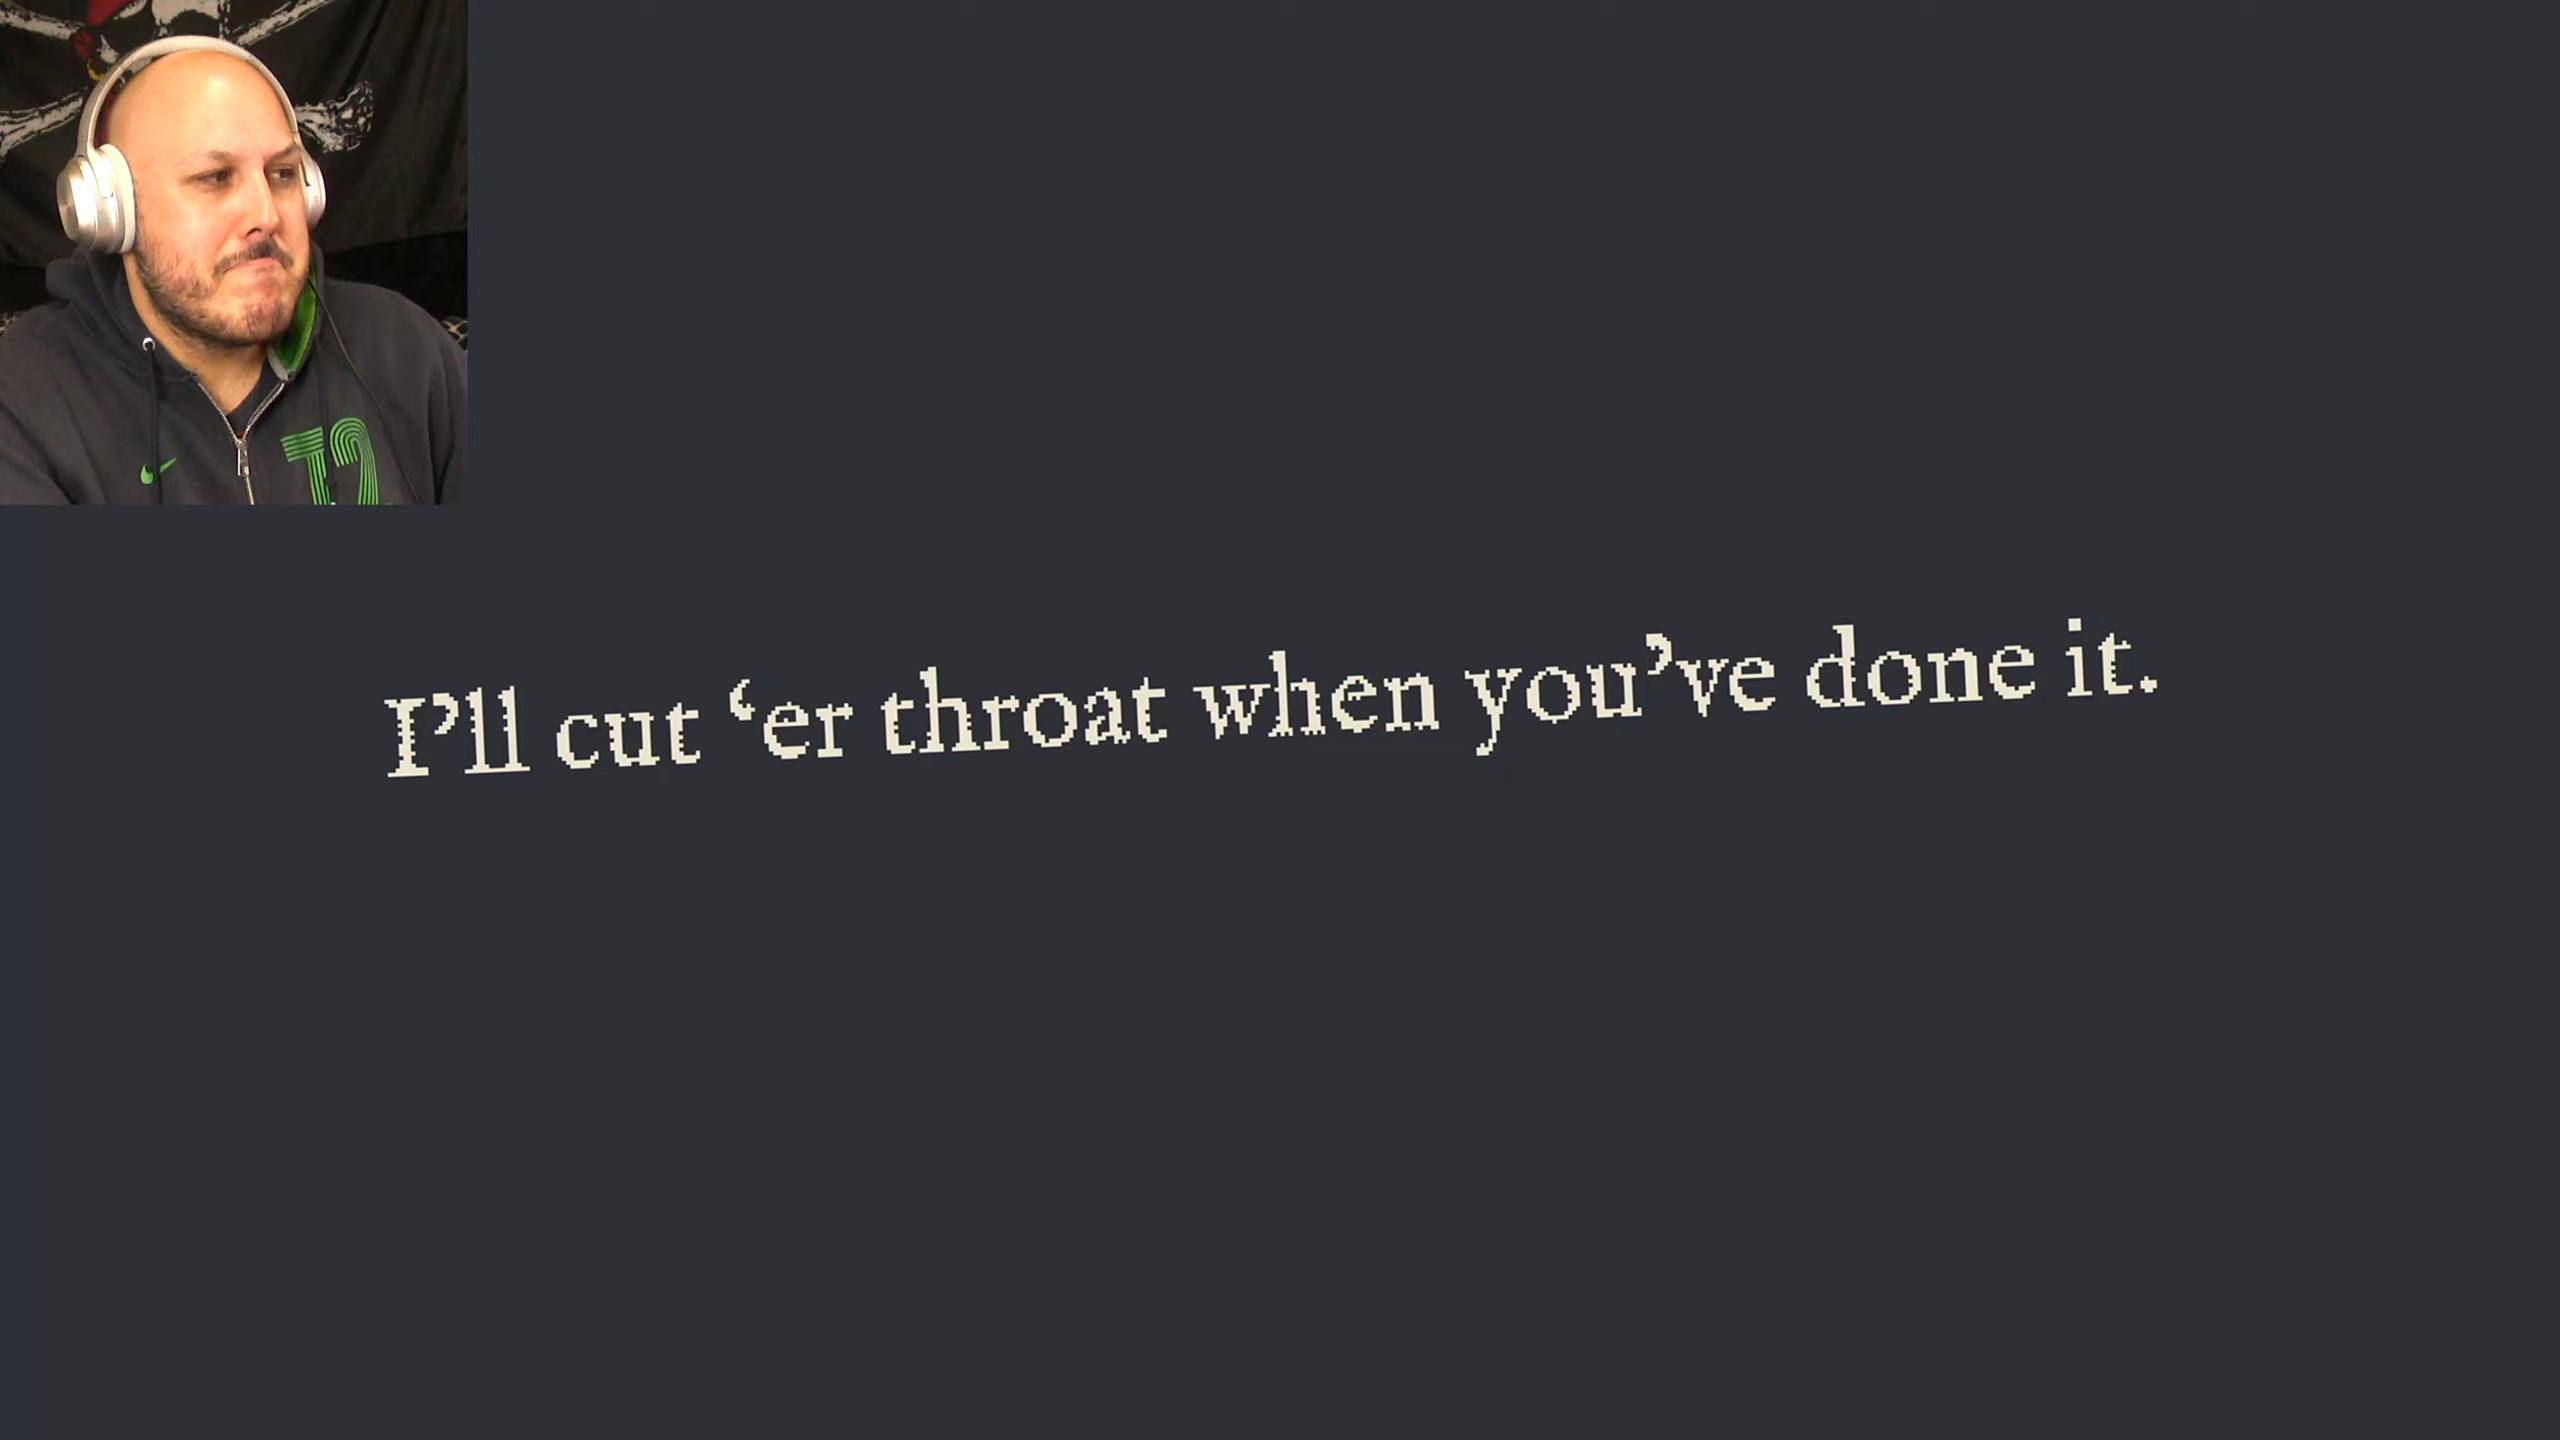 I’ll cut ‘er throat when you’ve done it.